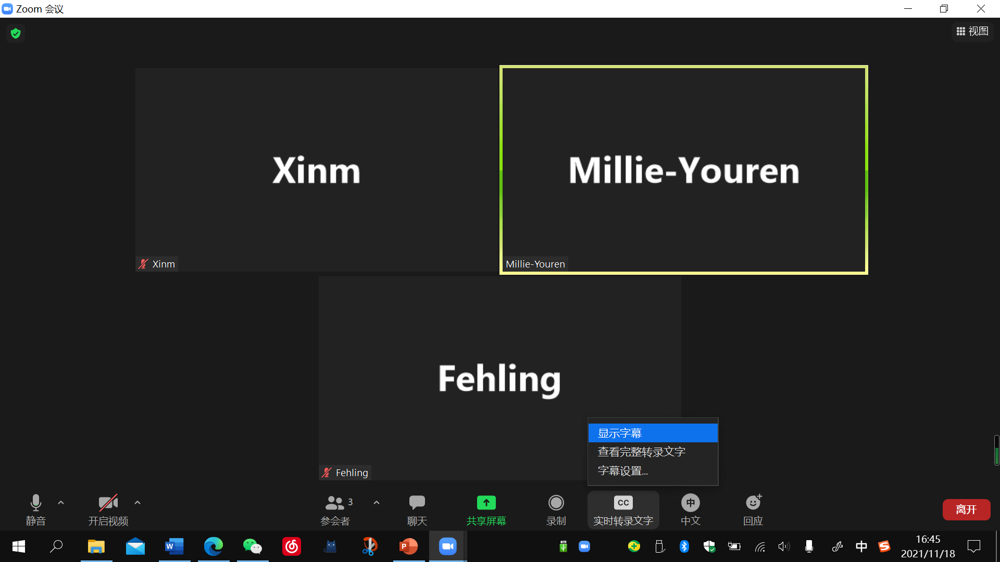 Zoom 会议
视图
Xinm
Millie-Youren
Xinm
Millie-Youren
Fehling
Fehling
显示字幕
查看完整转录文字
字幕设置...
3
CC
中
静音
开启视频
参会者
聊天
共享屏幕
录制
实时转录文字
中文
回应
离开
W
P
中
S
16:45
2021/11/18